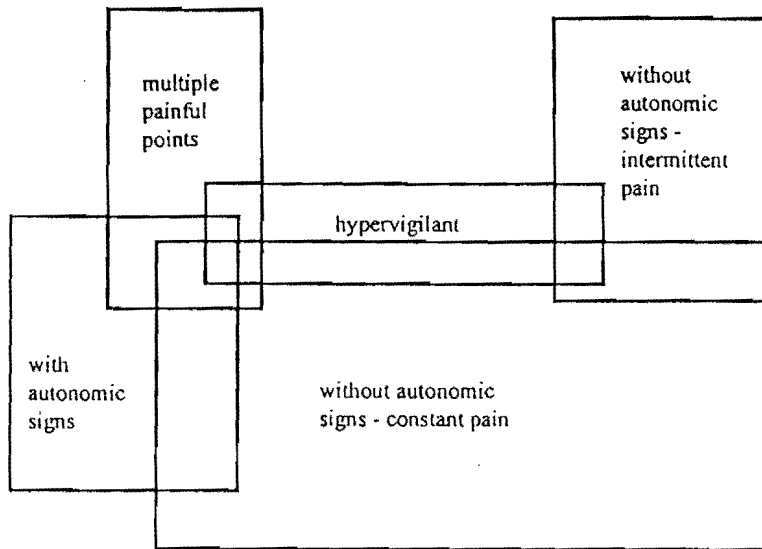 multiple
painful
points
without
autonomic
signs -
intermittent
pain
hypervigilant
with
autonomic
signs
without autonomic
signs - constant pain